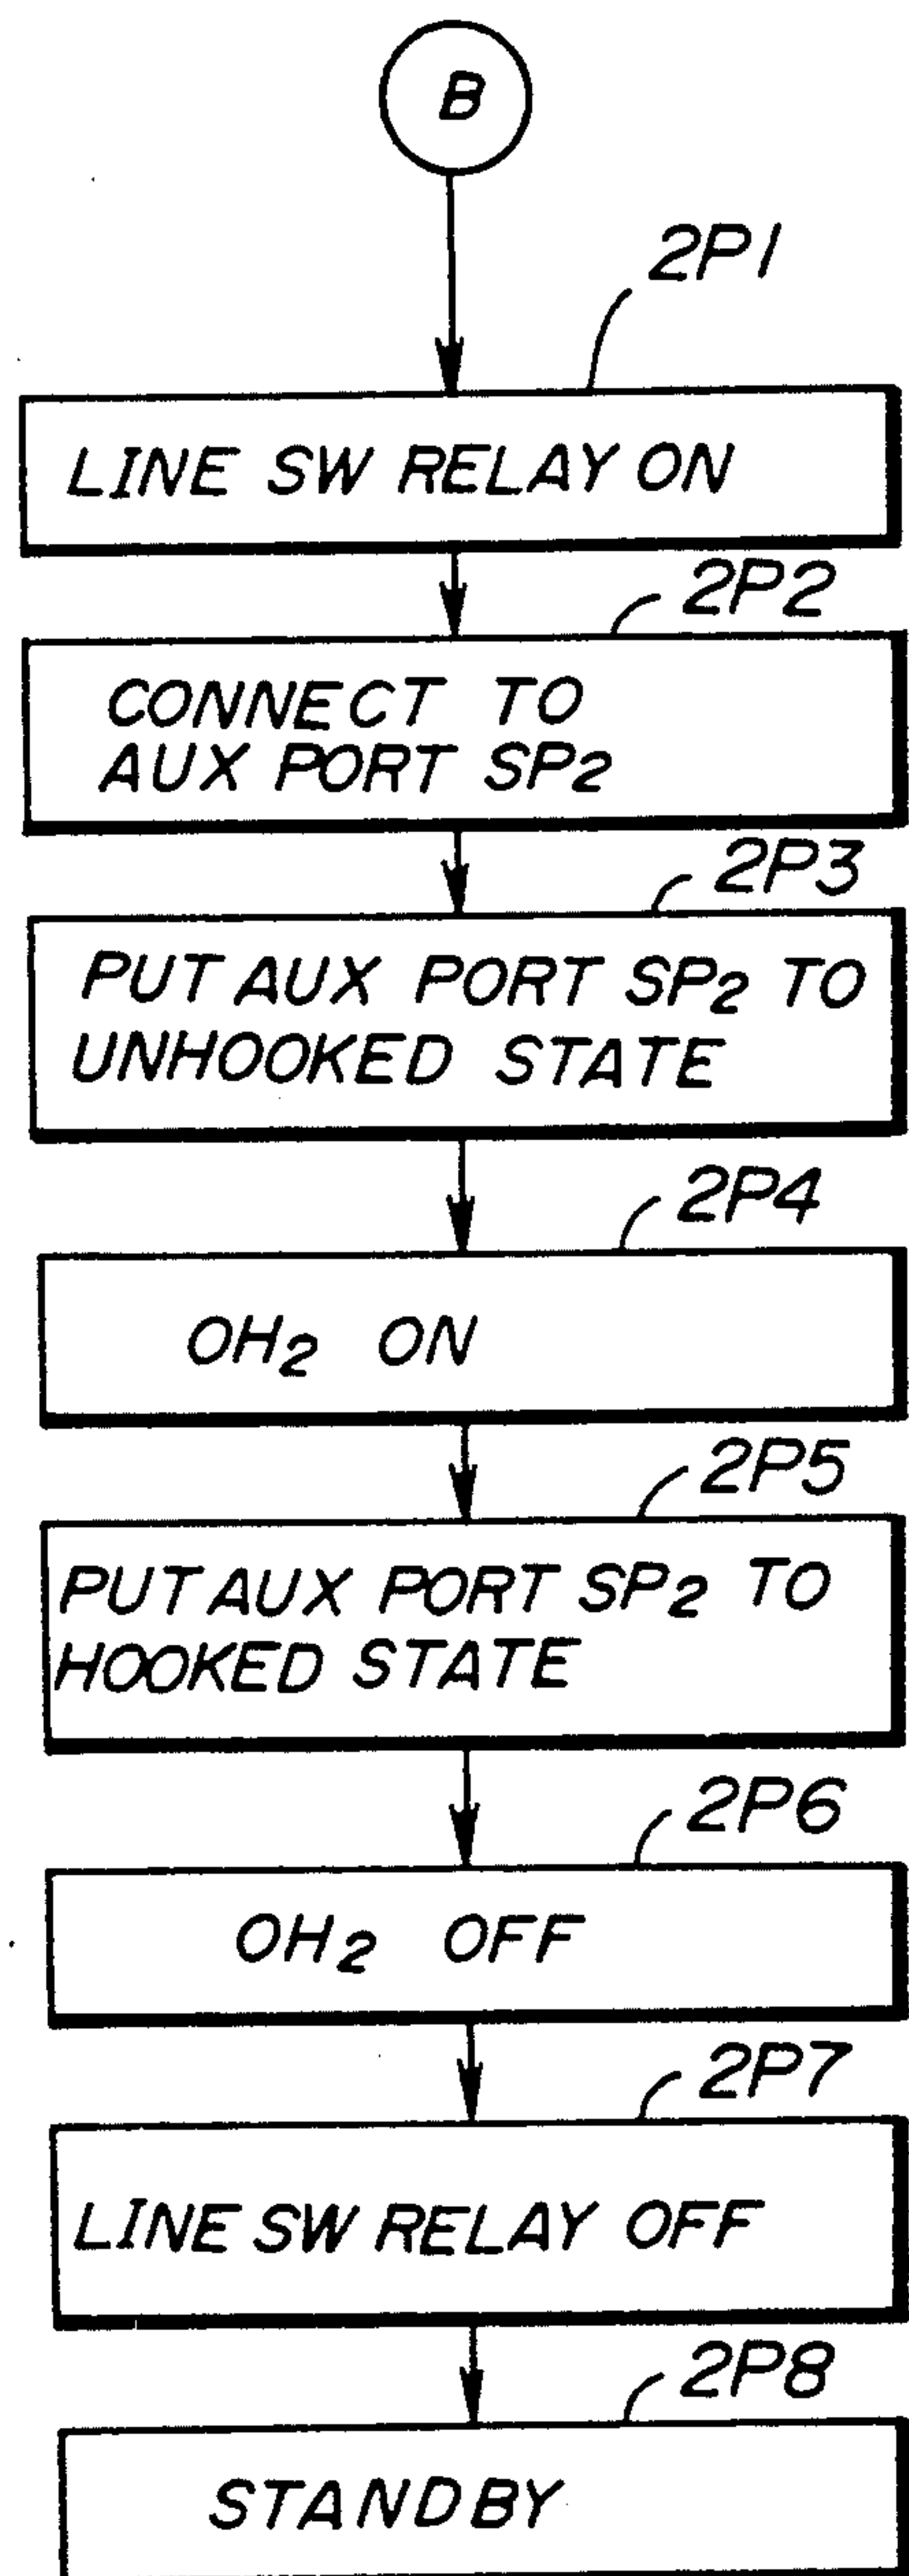 B
2P1
LINE SW RELAY ON
2P2
CONNECT TO
AUX PORT SP2
2P3
PUT AUX PORT SP2 TO
UNHOOKED STATE
2P4
OH2 ON
2P5
PUT AUX PORT SP2 TO
HOOKED STATE
2P6
OH2 OFF
2P7
LINE SW RELAY OFF
2P8
STANDBY